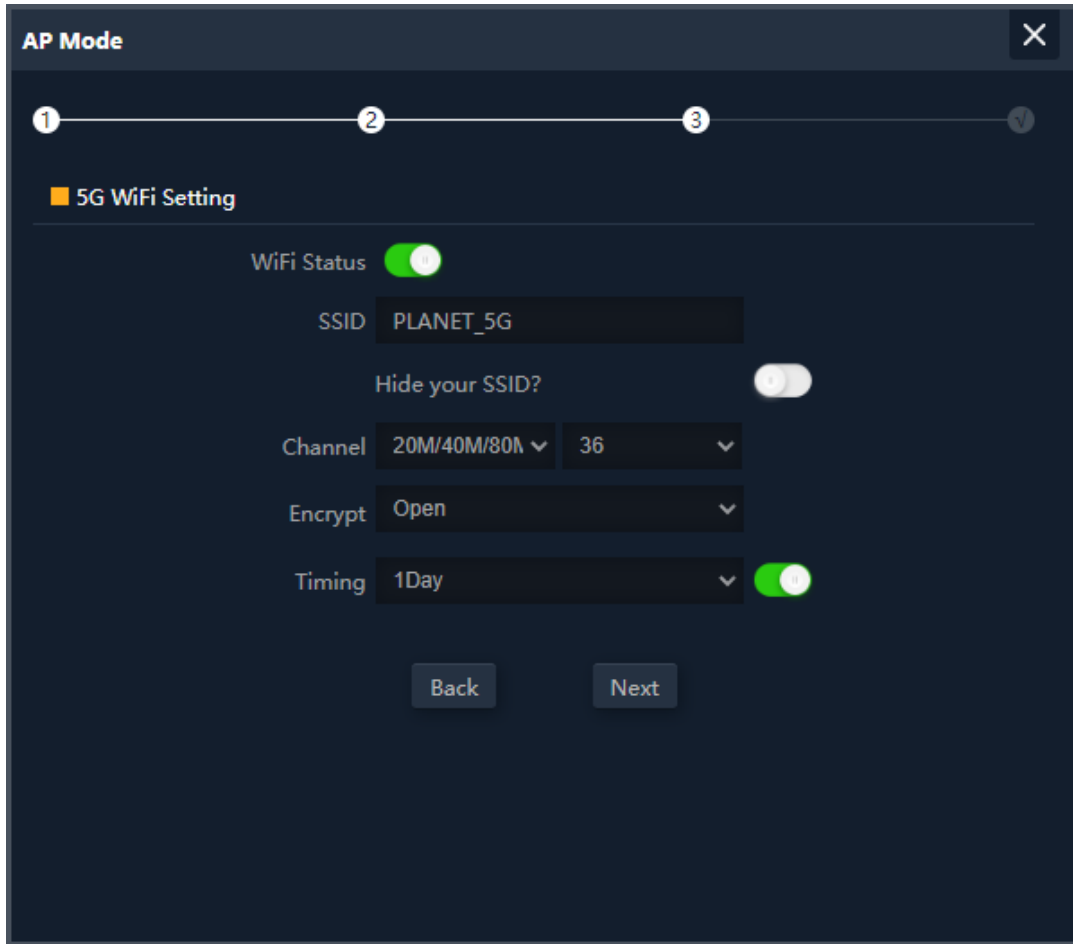 AP Mode
1 2 3 √
5G WiFi Setting
WiFi Status
SSID PLANET_5G
Hide your SSID?
Channel 20M/40M/80M 36
Encrypt Open
Timing 1Day
Back Next